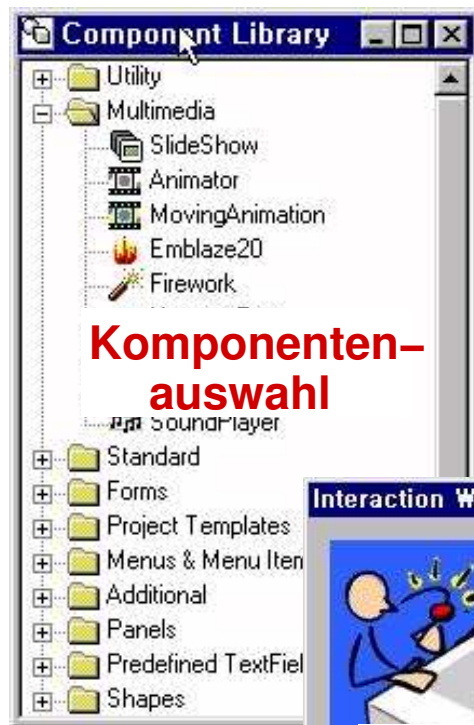 Component Library
Utility
Multimedia
SlideShow
Animator
MovingAnimation
Emblaze20
Firework
Komponenten–
auswahl
SoundPlayer
Standard
Forms
Interaction W
Project Templates
Menus & Menu Iten
Additional
Panels
Predefined TextFiel
Shapes